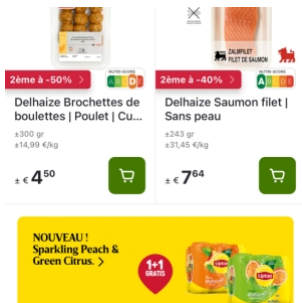 ZALMFILET
FILET DE SAUMON
2ème à -50% >
NUTRI-SCORE
A B C D E
2ème à -40% >
NUTRI-SCORE
A B C D E
Delhaize Brochettes de
boulettes | Poulet | Cu...
±300 gr
±14,99 €/kg
± € 4 50
Delhaize Saumon filet |
Sans peau
±243 gr
±31,45 €/kg
± € 7 64
NOUVEAU !
Sparkling Peach &
Green Citrus. >
1+1
GRATIS
Lipton
Lipton